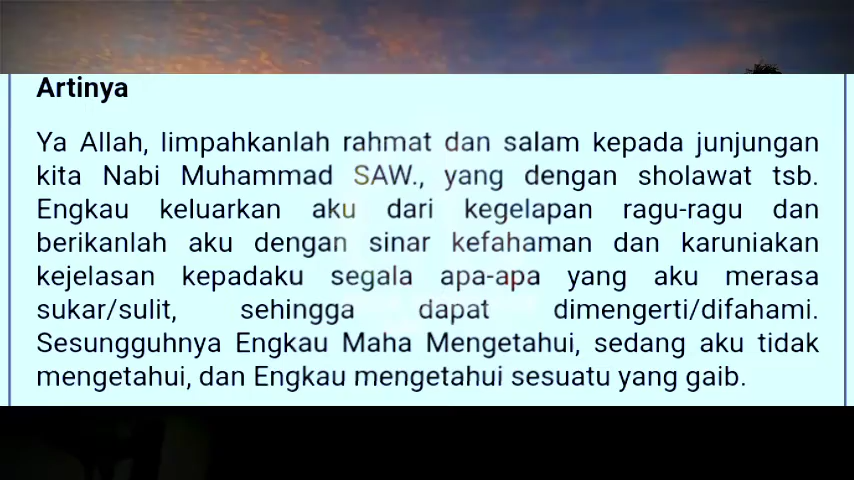 Artinya
Ya Allah, limpahkanlah rahmat dan salam kepada junjungan
kita Nabi Muhammad SAW., yang dengan sholawat tsb.
Engkau keluarkan aku dari kegelapan ragu-ragu dan
berikanlah aku dengan sinar kefahaman dan karuniakan
kejelasan kepadaku segala apa-apa yang aku merasa
sukar/sulit, sehingga dapat dimengerti/difahami.
Sesungguhnya Engkau Maha Mengetahui, sedang aku tidak
mengetahui, dan Engkau mengetahui sesuatu yang gaib.